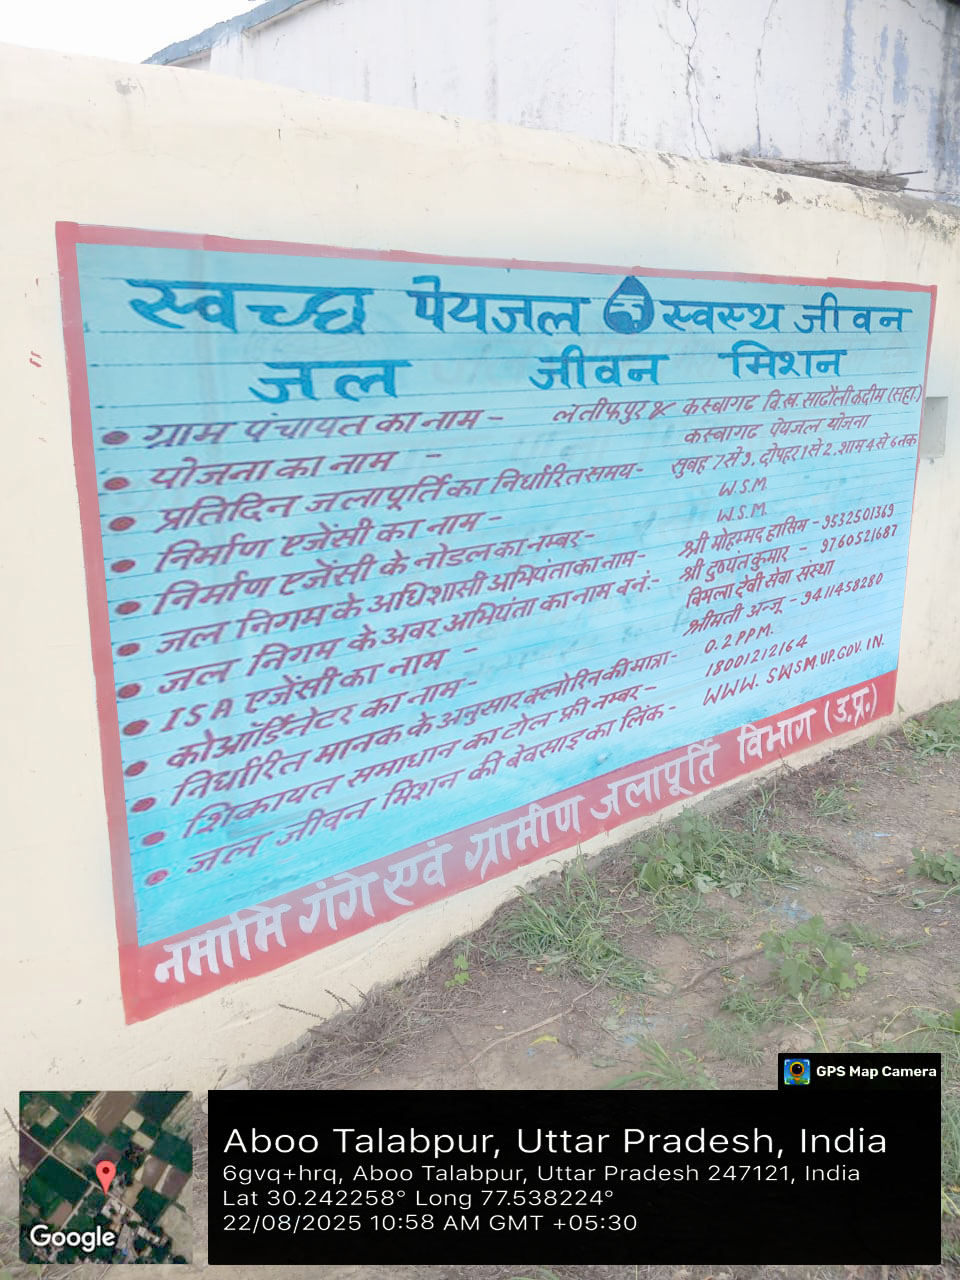 स्वच्छ पेयजल स्वस्थ जीवन
जल जीवन मिशन
ग्राम पंचायत का नाम - लतीफपुर & कस्बागढ वि.ख. साढौली कदीम (सहा.)
योजना का नाम - कस्बागढ पेयजल योजना
प्रतिदिन जलापूर्ति का निर्धारित समय- सुबह 7 से 9, दोपहर 1 से 2, शाम 4 से 6 तक
निर्माण एजेंसी का नाम - W.S.M.
निर्माण एजेंसी के नोडल का नम्बर- W.S.M.
जल निगम के अधिशासी अभियंता का नाम- श्री मोहम्मद हासिम - 9532501369
जल निगम के अवर अभियंता का नाम व नं.- श्री दुष्यंत कुमार - 9760521687
ISA एजेंसी का नाम - विमला देवी सेवा संस्था
कोऑर्डिनेटर का नाम- श्रीमती अन्जू - 9411458280
निर्धारित मानक के अनुसार क्लोरिन की मात्रा- 0.2 PPM.
शिकायत समाधान का टोल फ्री नम्बर- 18001212164
जल जीवन मिशन की बेवसाइ का लिंक- WWW. SWSM.UP.GOV.IN.
नमामि गंगे एवं ग्रामीण जलापूर्ति विभाग (उ.प्र.)
GPS Map Camera
Google
Aboo Talabpur, Uttar Pradesh, India
6gvq+hrq, Aboo Talabpur, Uttar Pradesh 247121, India
Lat 30.242258° Long 77.538224°
22/08/2025 10:58 AM GMT +05:30